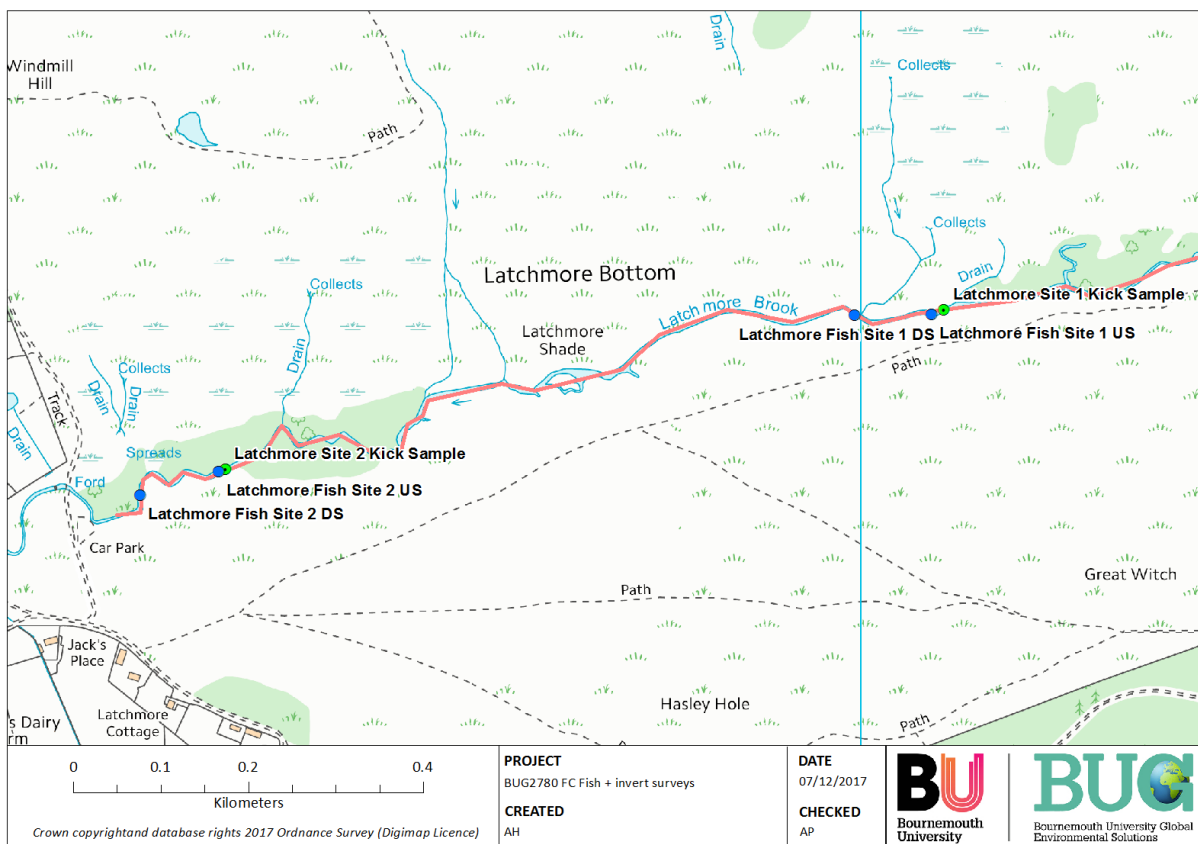 Windmill
Hill
Path
Drain
Collects
Collects
Drain
Latchmore Bottom
Latchmore Site 1 Kick Sample
Latch more Brook
Latchmore Fish Site 1 DS
Latchmore Fish Site 1 US
Latchmore
Shade
Path
Collects
Drain
Collects
Drain
Drain
Track
Drain
Spreads
Latchmore Site 2 Kick Sample
Ford
Latchmore Fish Site 2 US
Latchmore Fish Site 2 DS
Car Park
Great Witch
Path
Jack's
Place
Hasley Hole
Latchmore
Cottage
s Dairy
rm
Path
0 0.1 0.2 0.4
Kilometers
Crown copyrightand database rights 2017 Ordnance Survey (Digimap Licence)
PROJECT
BUG2780 FC Fish + invert surveys
CREATED
AH
DATE
07/12/2017
CHECKED
AP
BU
Bournemouth
University
BUG
Bournemouth University Global
Environmental Solutions